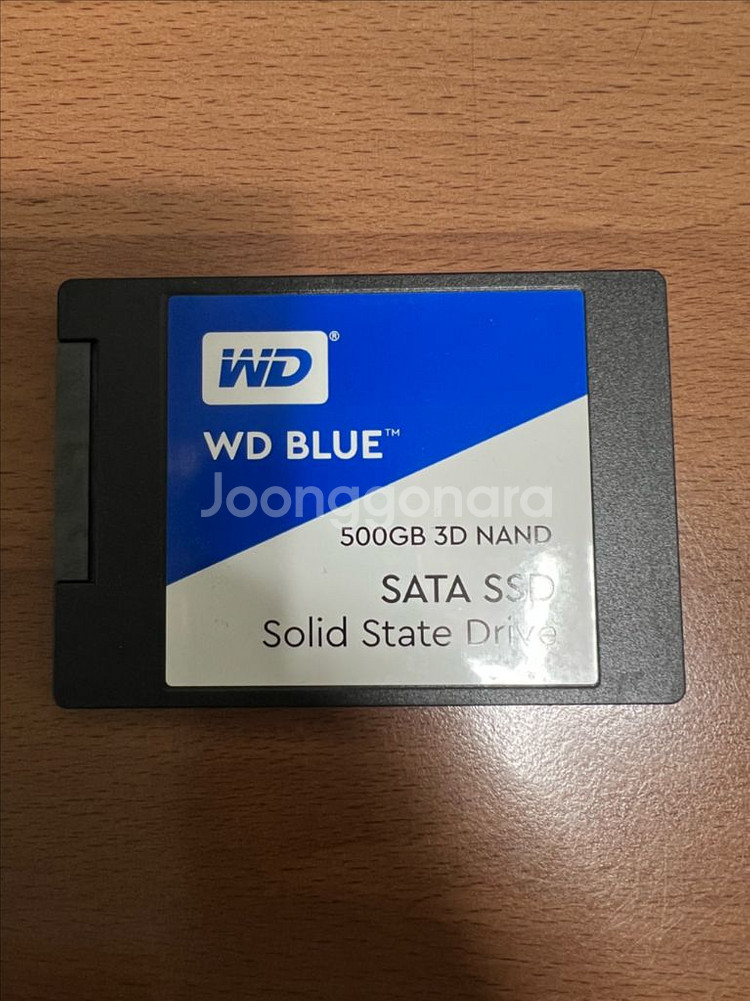 WD®
WD BLUE™
Joonggonara
500GB 3D NAND
SATA SSD
Solid State Drive